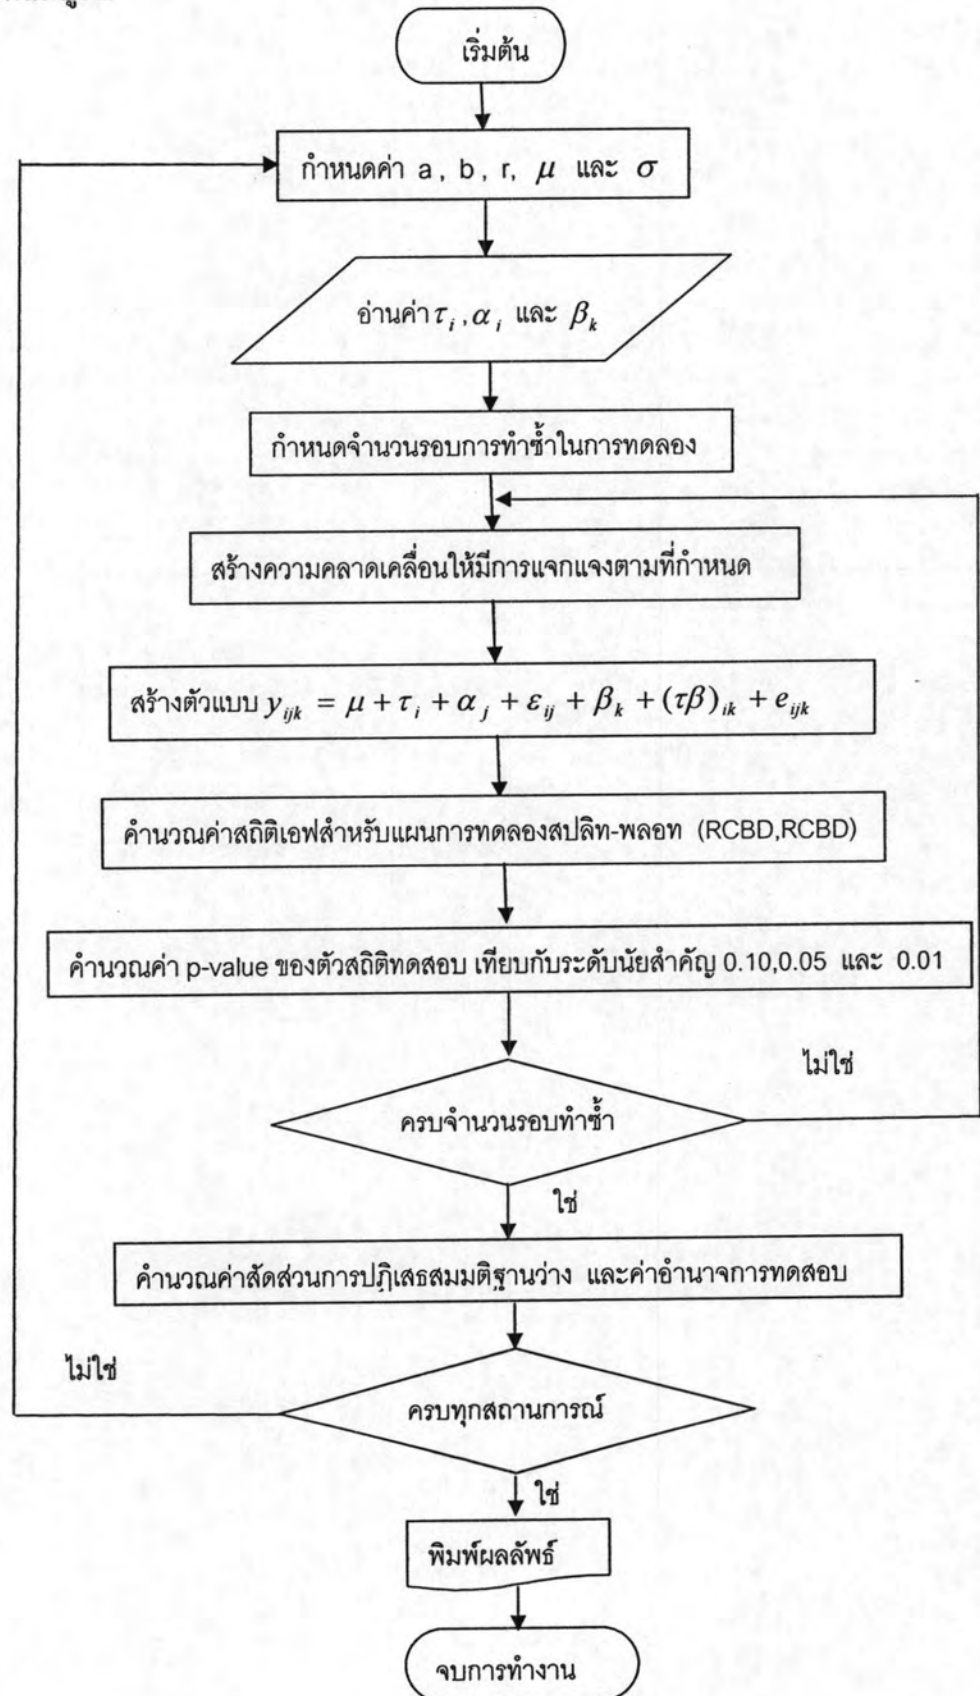 เริ่มต้น
กำหนดค่า a , b , r, μ และ σ
อ่านค่า τ_i , α_i และ β_k
กำหนดจำนวนรอบการทำซ้ำในการทดลอง
สร้างความคลาดเคลื่อนให้มีการแจกแจงตามที่กำหนด
สร้างตัวแบบ y_{ijk} = μ + τ_i + α_j + ε_{ij} + β_k + (τβ)_{ik} + e_{ijk}
คำนวณค่าสถิติเอฟสำหรับแผนการทดลองสปลิท-พลอท (RCBD,RCBD)
คำนวณค่า p-value ของตัวสถิติทดสอบ เทียบกับระดับนัยสำคัญ 0.10,0.05 และ 0.01
ไม่ใช่
ครบจำนวนรอบทำซ้ำ
ใช่
คำนวณค่าสัดส่วนการปฏิเสธสมมติฐานว่าง และค่าอำนาจการทดสอบ
ไม่ใช่
ครบทุกสถานการณ์
ใช่
พิมพ์ผลลัพธ์
จบการทำงาน